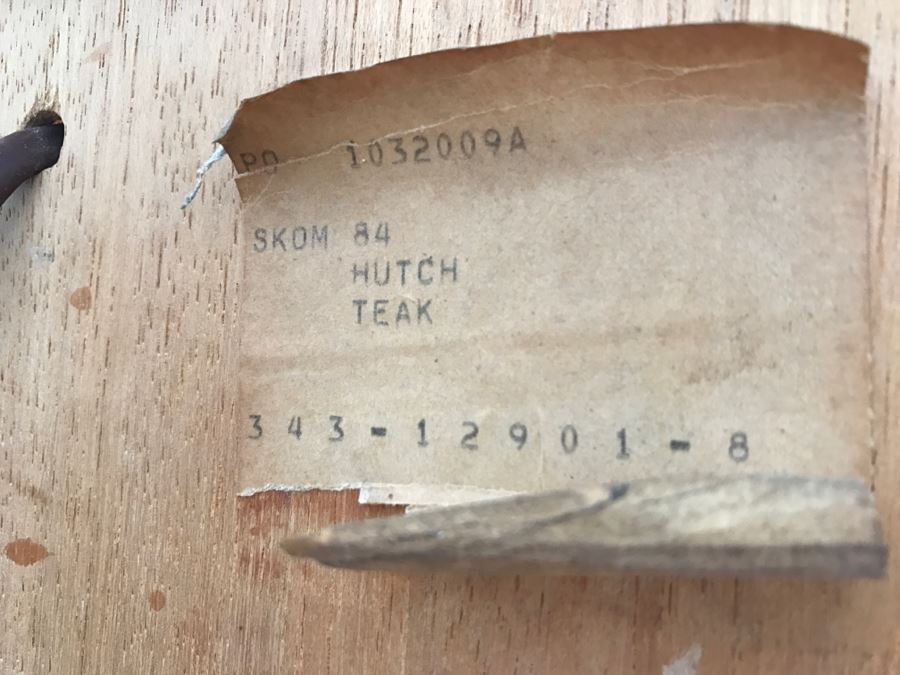 PO 1032009A
SKOM 84
HUTCH
TEAK
343-12901-8